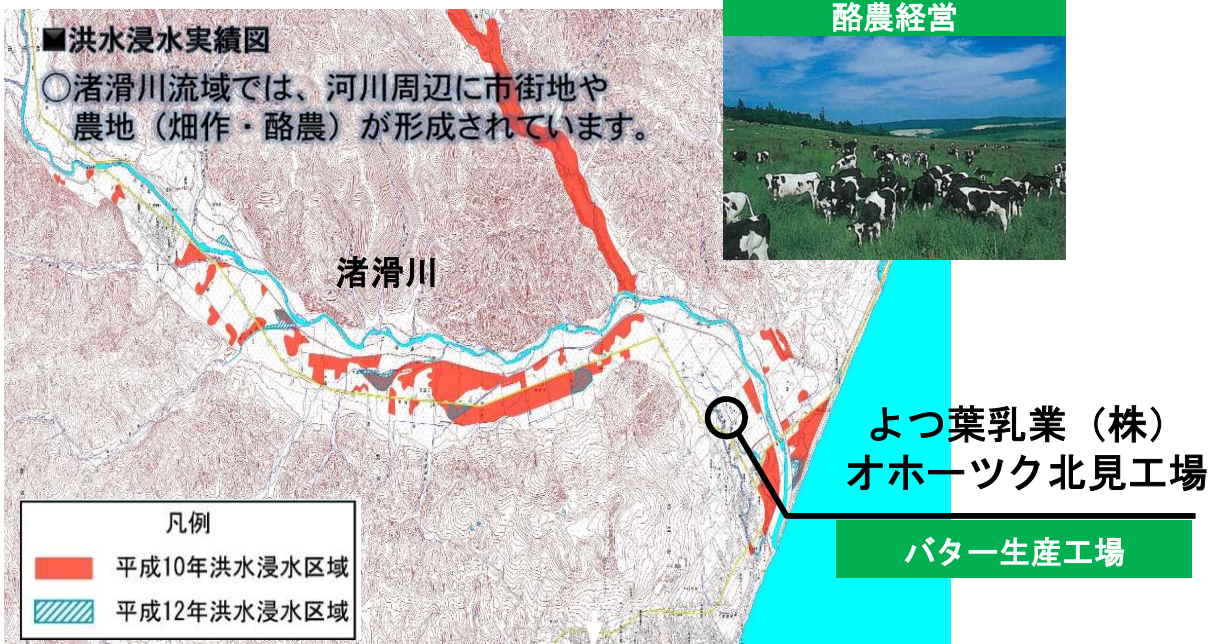 ■洪水浸水実績図
○渚滑川流域では、河川周辺に市街地や
農地（畑作・酪農）が形成されています。
酪農経営
渚滑川
よつ葉乳業（株）
オホーツク北見工場
バター生産工場
凡例
平成10年洪水浸水区域
平成12年洪水浸水区域